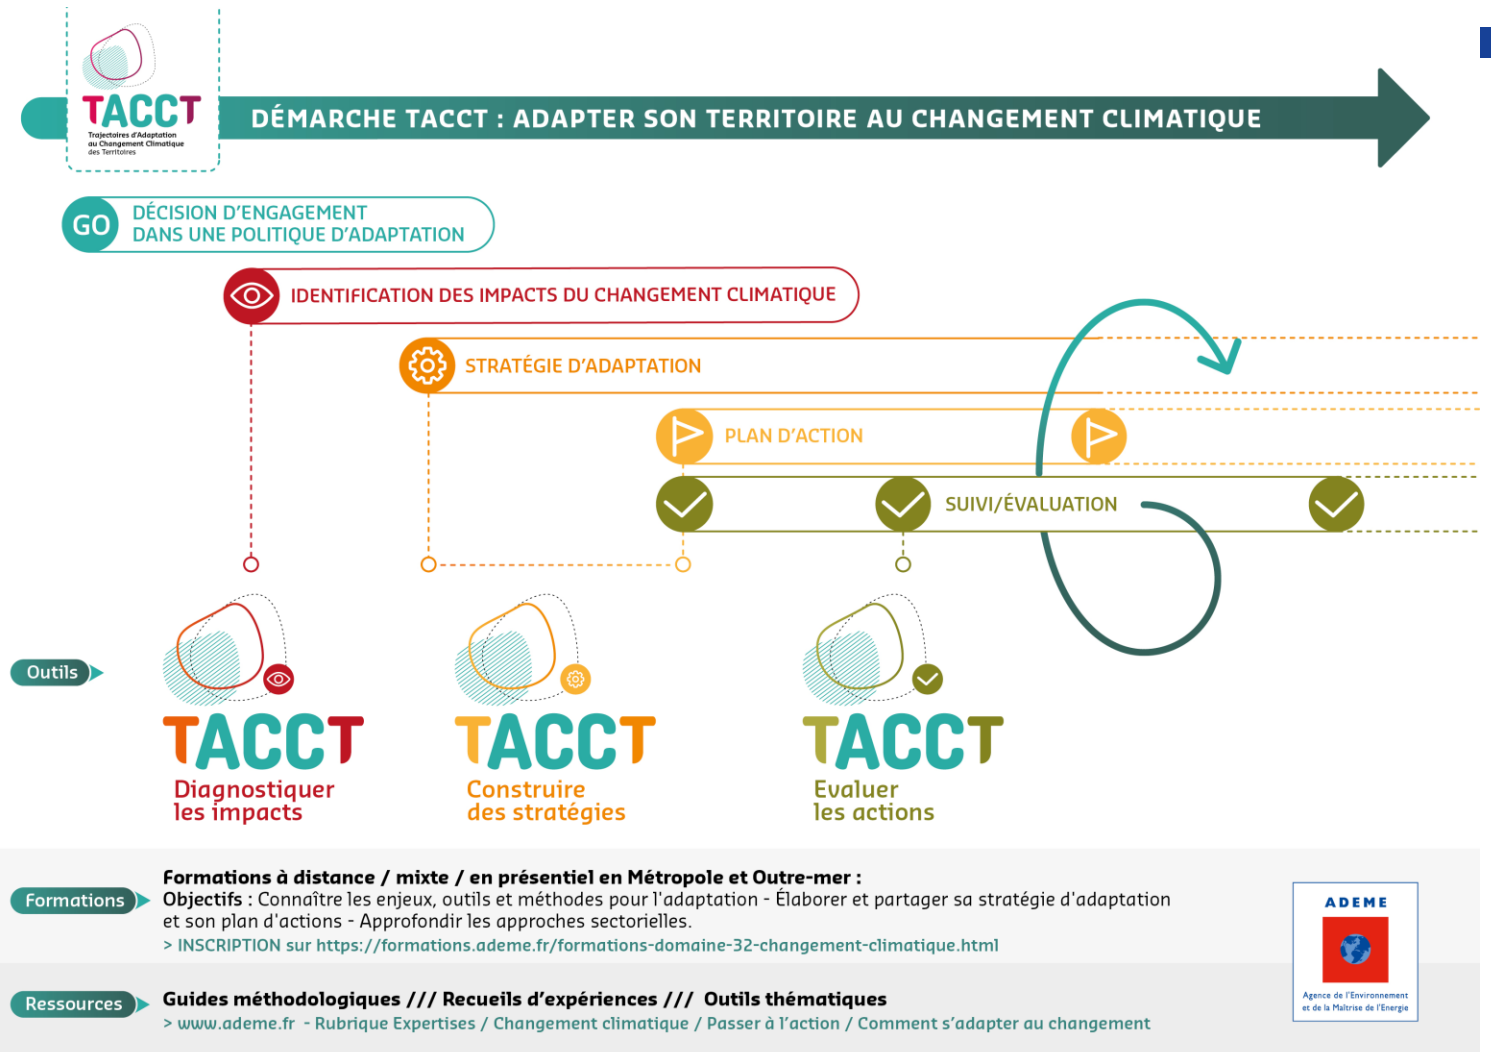 TACCT
Trajectoires d'Adaptation
au Changement Climatique
des Territoires
DÉMARCHE TACCT : ADAPTER SON TERRITOIRE AU CHANGEMENT CLIMATIQUE
GO
DÉCISION D'ENGAGEMENT
DANS UNE POLITIQUE D'ADAPTATION
IDENTIFICATION DES IMPACTS DU CHANGEMENT CLIMATIQUE
STRATÉGIE D'ADAPTATION
PLAN D'ACTION
SUIVI/ÉVALUATION
Outils
TACCT
Diagnostiquer
les impacts
TACCT
Construire
des stratégies
TACCT
Evaluer
les actions
Formations
Formations à distance / mixte / en présentiel en Métropole et Outre-mer :
Objectifs : Connaître les enjeux, outils et méthodes pour l'adaptation - Élaborer et partager sa stratégie d'adaptation
et son plan d'actions - Approfondir les approches sectorielles.
> INSCRIPTION sur https://formations.ademe.fr/formations-domaine-32-changement-climatique.html
Ressources
Guides méthodologiques /// Recueils d'expériences /// Outils thématiques
> www.ademe.fr - Rubrique Expertises / Changement climatique / Passer à l'action / Comment s'adapter au changement
ADEME
Agence de l'Environnement
et de la Maîtrise de l'Energie